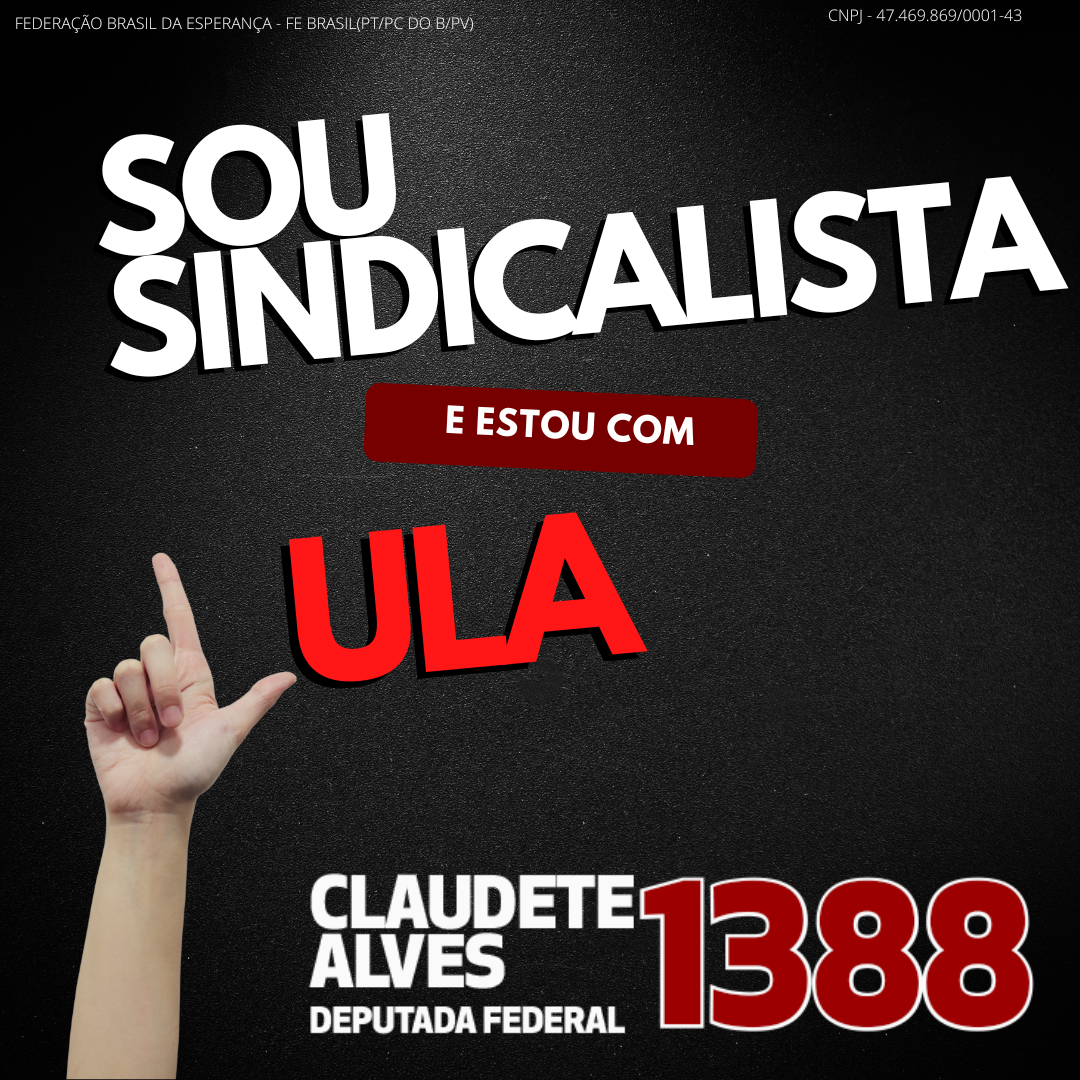 FEDERAÇÃO BRASIL DA ESPERANÇA - FE BRASIL(PT/PC DO B/PV)
CNPJ - 47.469.869/0001-43
SOU
SINDICALISTA
E ESTOU COM
ULA
CLAUDETE
ALVES
DEPUTADA FEDERAL
1388